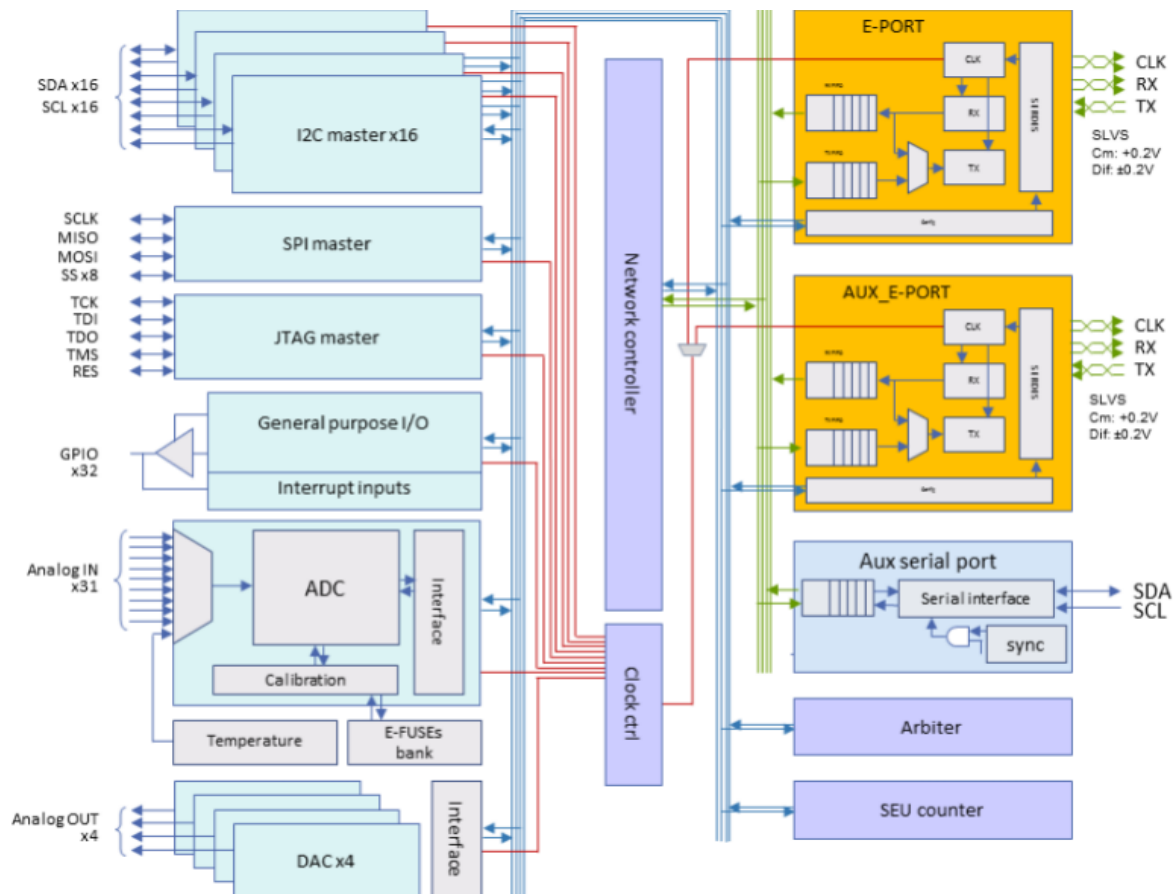 SDA x16
SCL x16
I2C master x16
SCLK
MISO
MOSI
SS x8
SPI master
TCK
TDI
TDO
TMS
RES
JTAG master
General purpose I/O
GPIO
x32
Interrupt inputs
Analog IN
x31
ADC
Interface
Calibration
Temperature
E-FUSEs
bank
Analog OUT
x4
DAC x4
Interface
Network controller
Clock ctrl
E-PORT
CLK
RX
TX
SERDES
CLK
RX
TX
SLVS
Cm: +0.2V
Dif: ±0.2V
AUX_E-PORT
CLK
RX
TX
SERDES
CLK
RX
TX
SLVS
Cm: +0.2V
Dif: ±0.2V
Aux serial port
Serial interface
sync
SDA
SCL
Arbiter
SEU counter